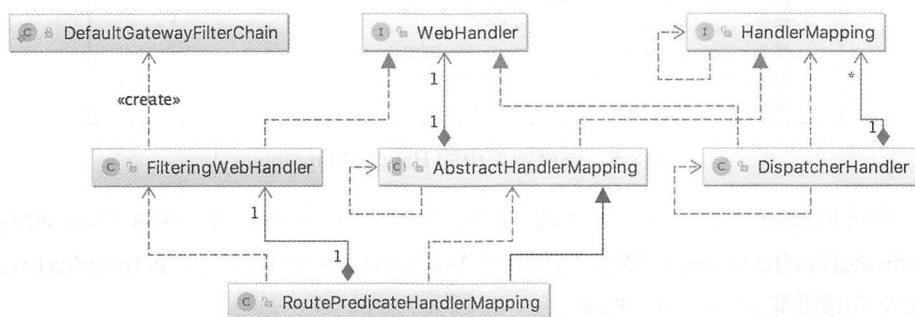 C DefaultGatewayFilterChain
I WebHandler
I HandlerMapping
«create»
1
*
1
1
C FilteringWebHandler
C AbstractHandlerMapping
C DispatcherHandler
1
1
C RoutePredicateHandlerMapping